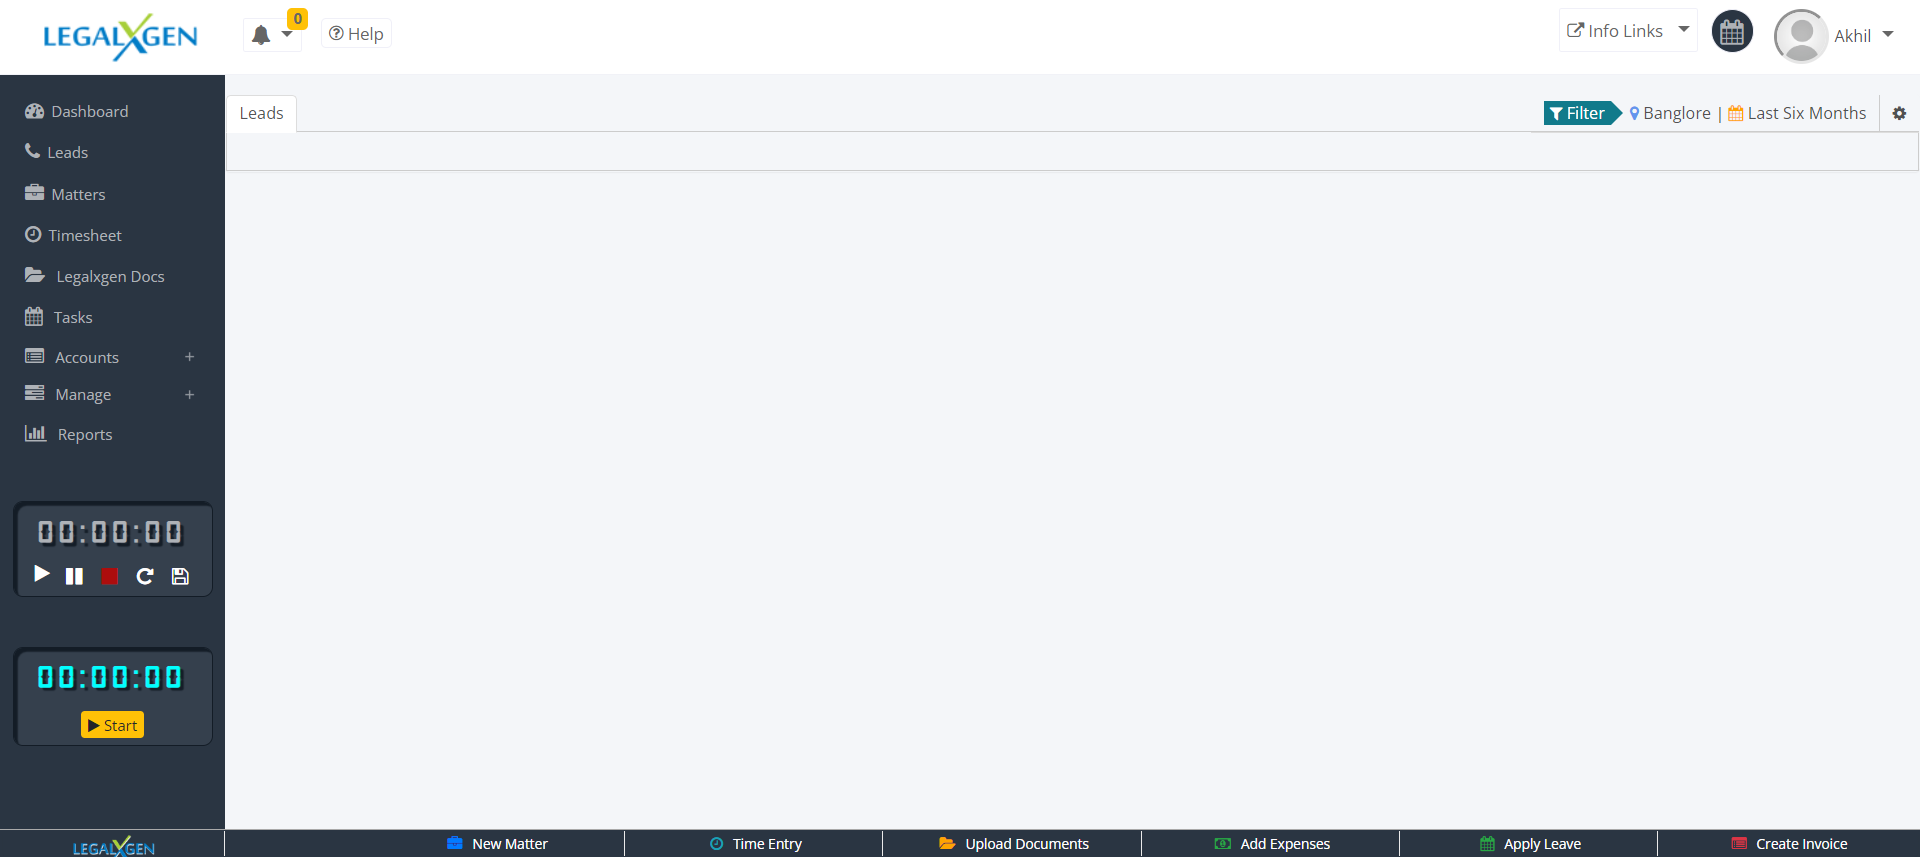 LEGALXGEN
0
Help
Info Links
Akhil
Dashboard
Leads
Matters
Timesheet
Legalxgen Docs
Tasks
Accounts +
Manage +
Reports
Leads
Filter Banglore | Last Six Months
00:00:00
00:00:00
Start
LEGALXGEN
New Matter
Time Entry
Upload Documents
Add Expenses
Apply Leave
Create Invoice